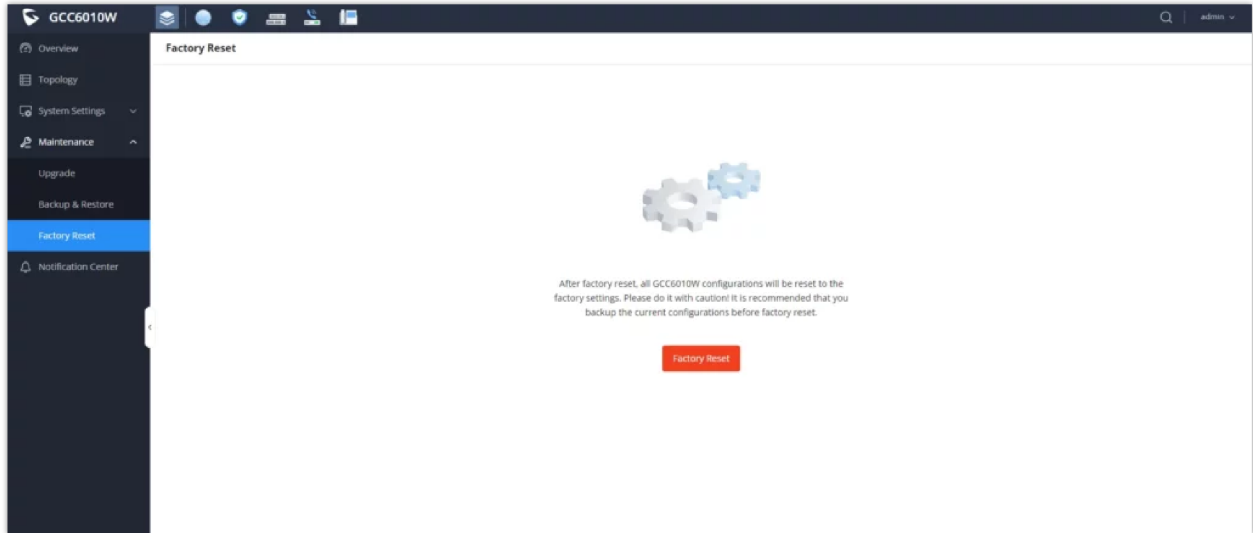 GCC6010W
admin
Overview
Topology
System Settings
Maintenance
Upgrade
Backup & Restore
Factory Reset
Notification Center
Factory Reset
After factory reset, all GCC6010W configurations will be reset to the
factory settings. Please do it with caution! It is recommended that you
backup the current configurations before factory reset.
Factory Reset